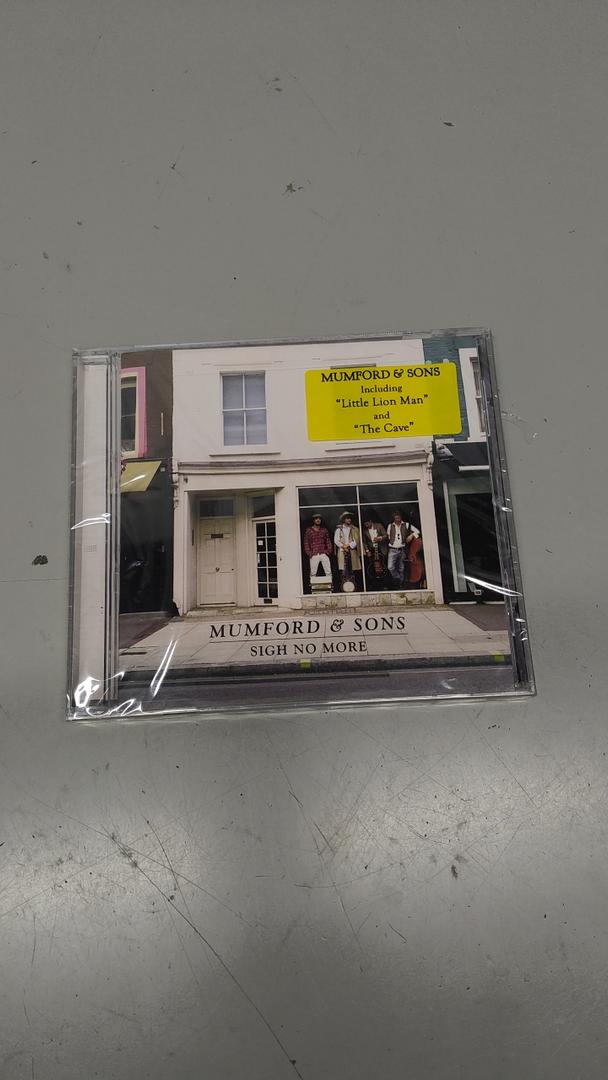 MUMFORD & SONS
Including
“Little Lion Man”
and
“The Cave”
MUMFORD & SONS
SIGH NO MORE